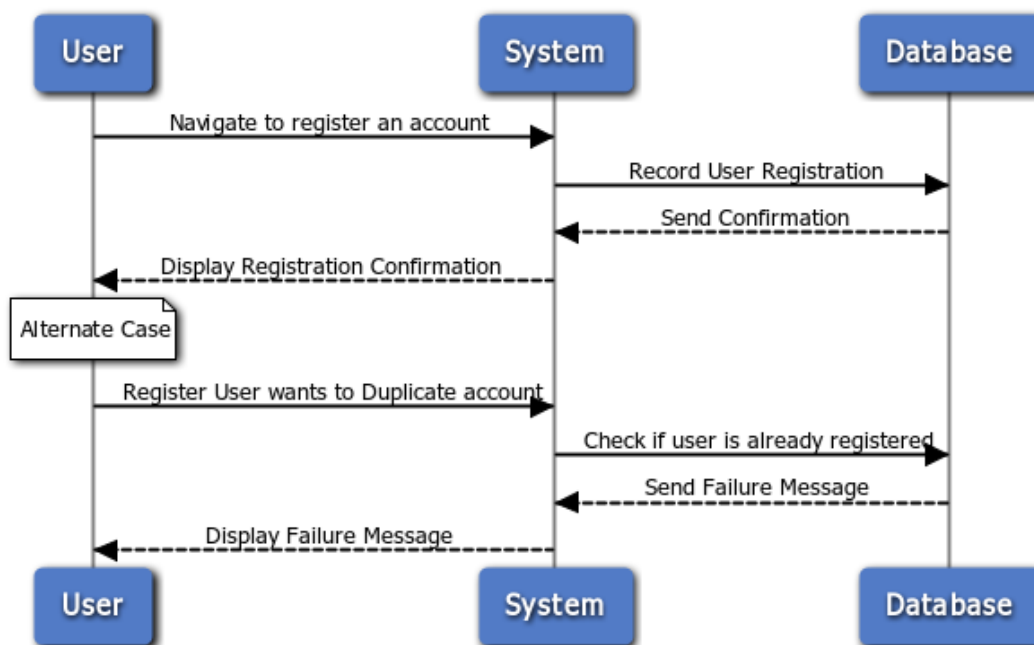 User
System
Database
Navigate to register an account
Record User Registration
Send Confirmation
Display Registration Confirmation
Alternate Case
Register User wants to Duplicate account
Check if user is already registered
Send Failure Message
Display Failure Message
User
System
Database